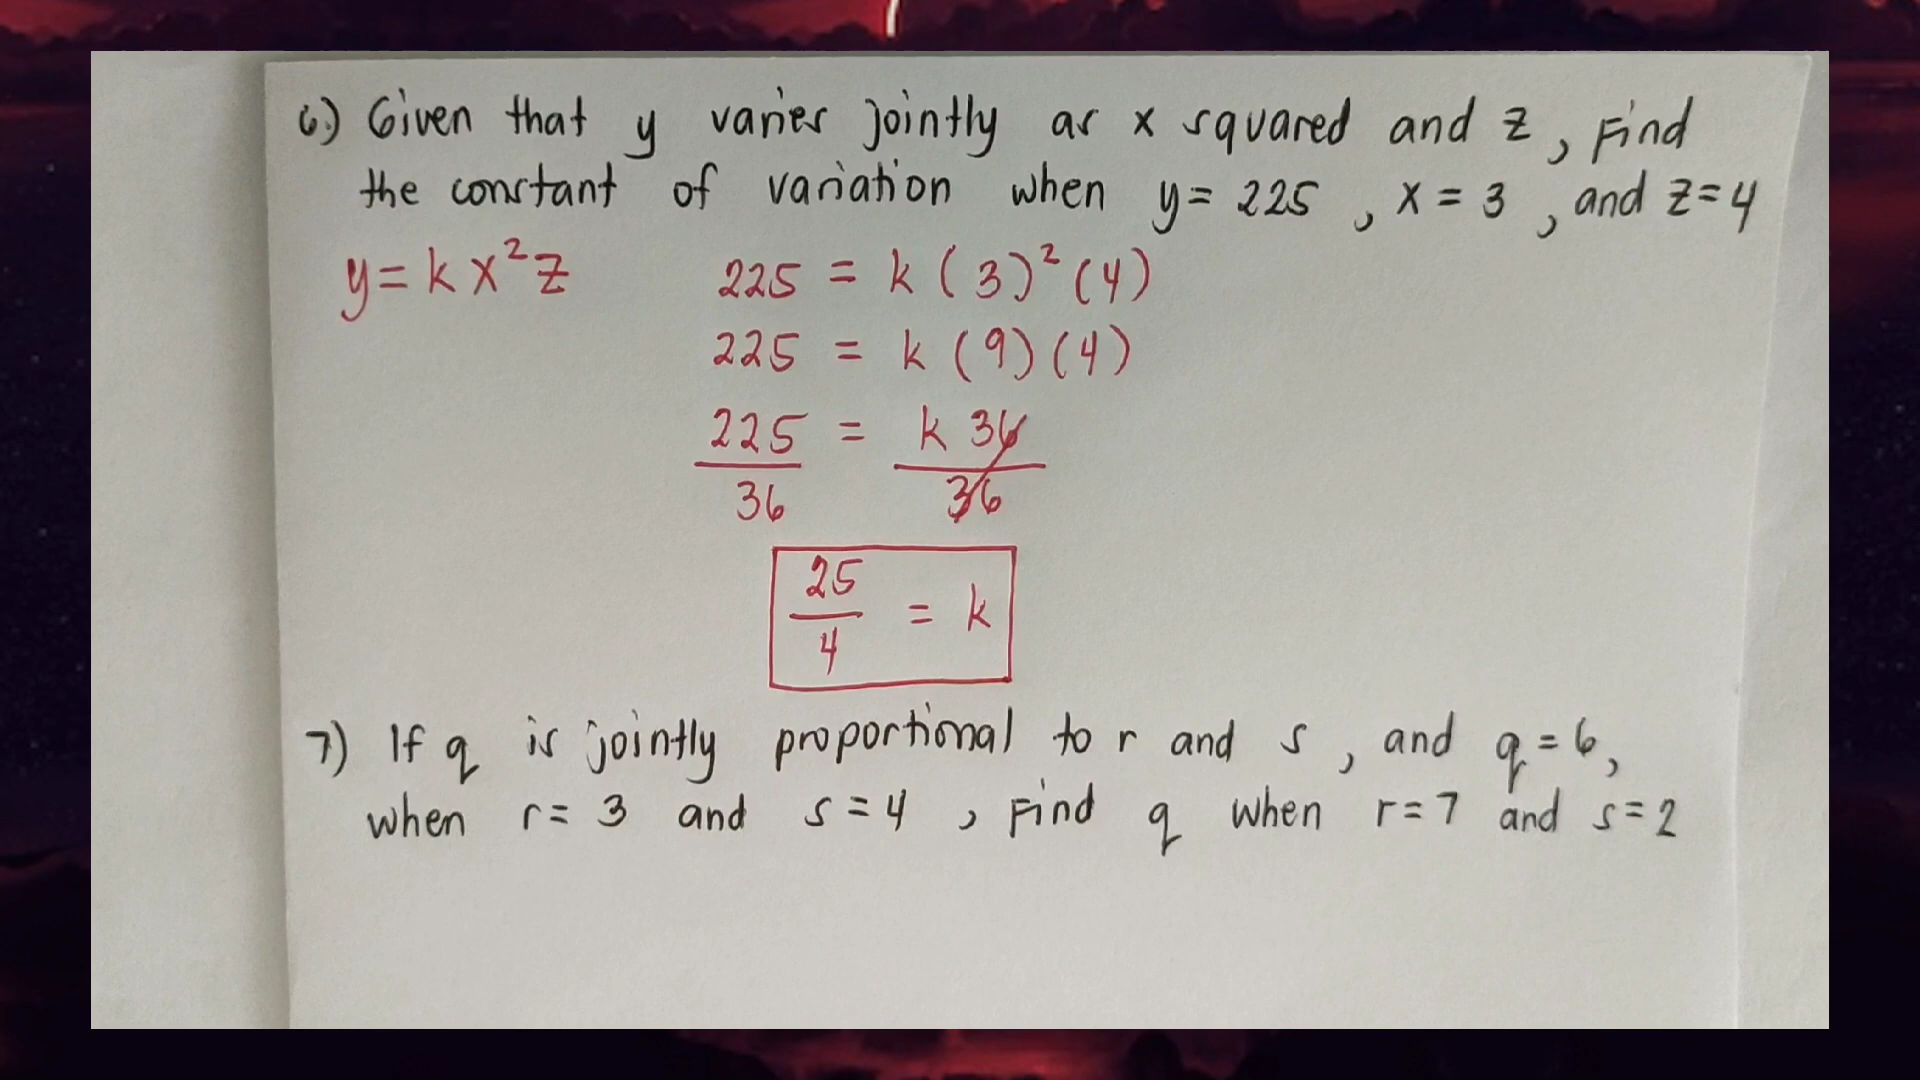 6.) Given that y varies jointly as x squared and z, Find
the constant of variation when y = 225, x = 3, and z = 4
y = k x² z
225 = k (3)² (4)
225 = k (9) (4)
225/36 = k 36/36
25/4 = k
7) If q is jointly proportional to r and s, and q = 6,
when r = 3 and s = 4, Find q when r = 7 and s = 2